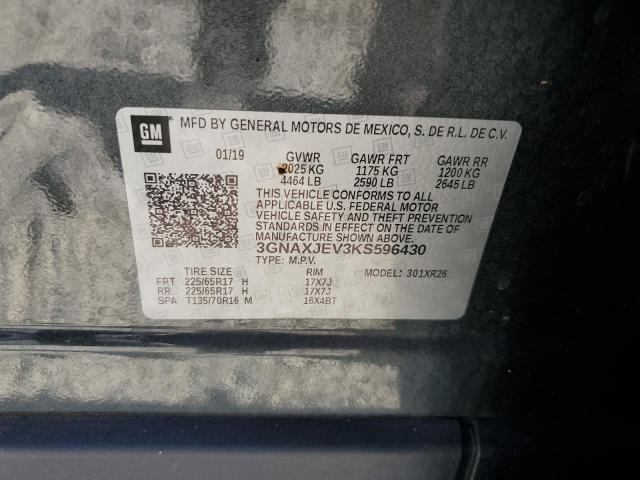 GM MFD BY GENERAL MOTORS DE MEXICO, S. DE R.L. DE C.V.
01/19 GVWR GAWR FRT GAWR RR
2025 KG 1175 KG 1200 KG
4464 LB 2590 LB 2645 LB
THIS VEHICLE CONFORMS TO ALL
APPLICABLE U.S. FEDERAL MOTOR
VEHICLE SAFETY AND THEFT PREVENTION
STANDARDS IN EFFECT ON THE DATE OF
MANUFACTURE SHOWN ABOVE.
3GNAXJEV3KS596430
TYPE: M.P.V. MODEL: 301XR26
TIRE SIZE RIM
FRT 225/65R17 H 17X7J
RR 225/65R17 H 17X7J
SPA T135/70R16 M 16X4BT